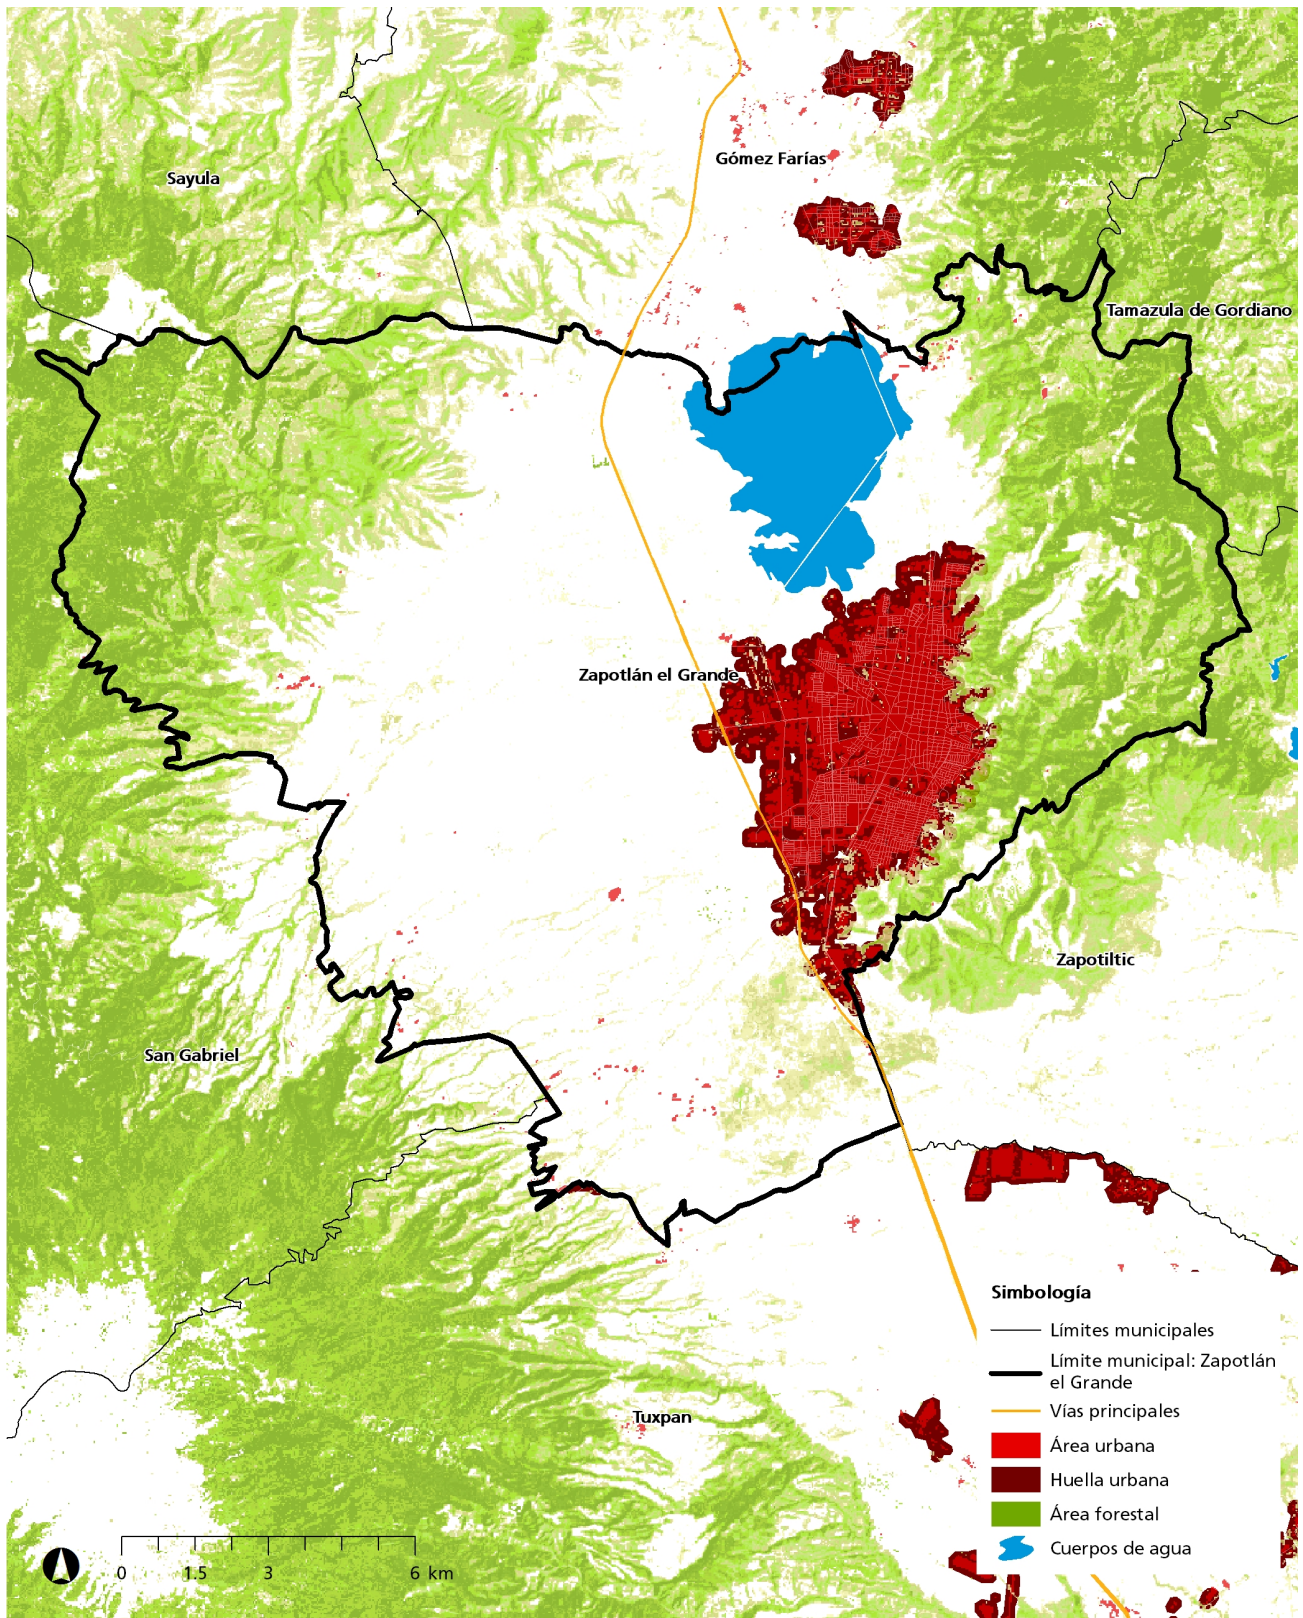 Gómez Farías
Sayula
Tamazula de Gordiano
Zapotlán el Grande
Zapotiltic
San Gabriel
Tuxpan
Simbología
Límites municipales
Límite municipal: Zapotlán
el Grande
Vías principales
Área urbana
Huella urbana
Área forestal
Cuerpos de agua
0 1.5 3 6 km